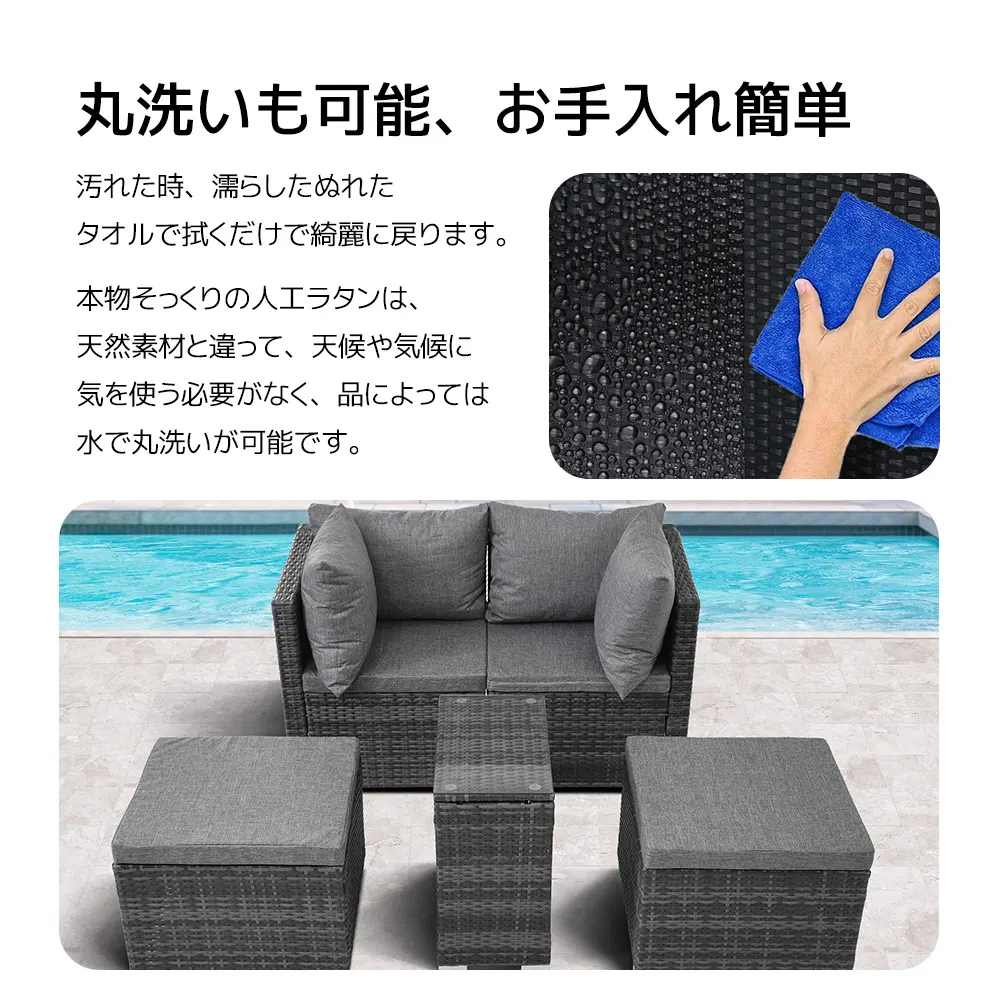 丸洗いも可能、お手入れ簡単
汚れた時、濡らしたぬれた
タオルで拭くだけで綺麗に戻ります。
本物そっくりの人工ラタンは、
天然素材と違って、天候や気候に
気を使う必要がなく、品によっては
水で丸洗いが可能です。